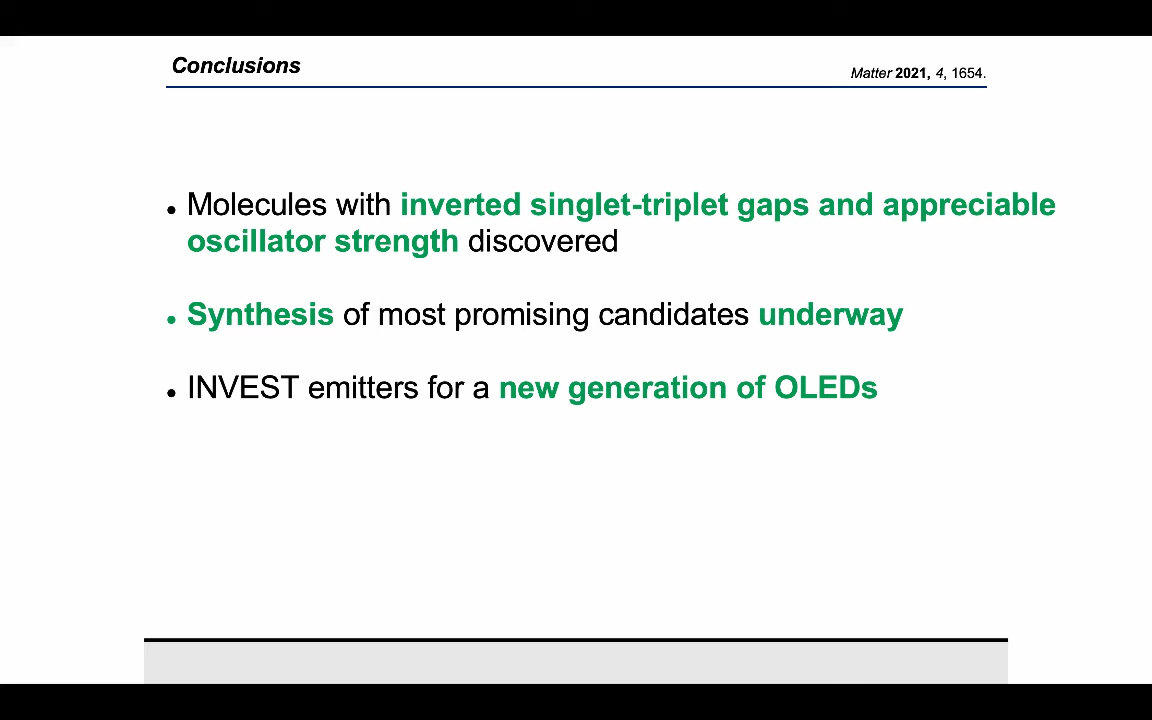 Conclusions
Matter 2021, 4, 1654.
• Molecules with inverted singlet-triplet gaps and appreciable
oscillator strength discovered
• Synthesis of most promising candidates underway
• INVEST emitters for a new generation of OLEDs